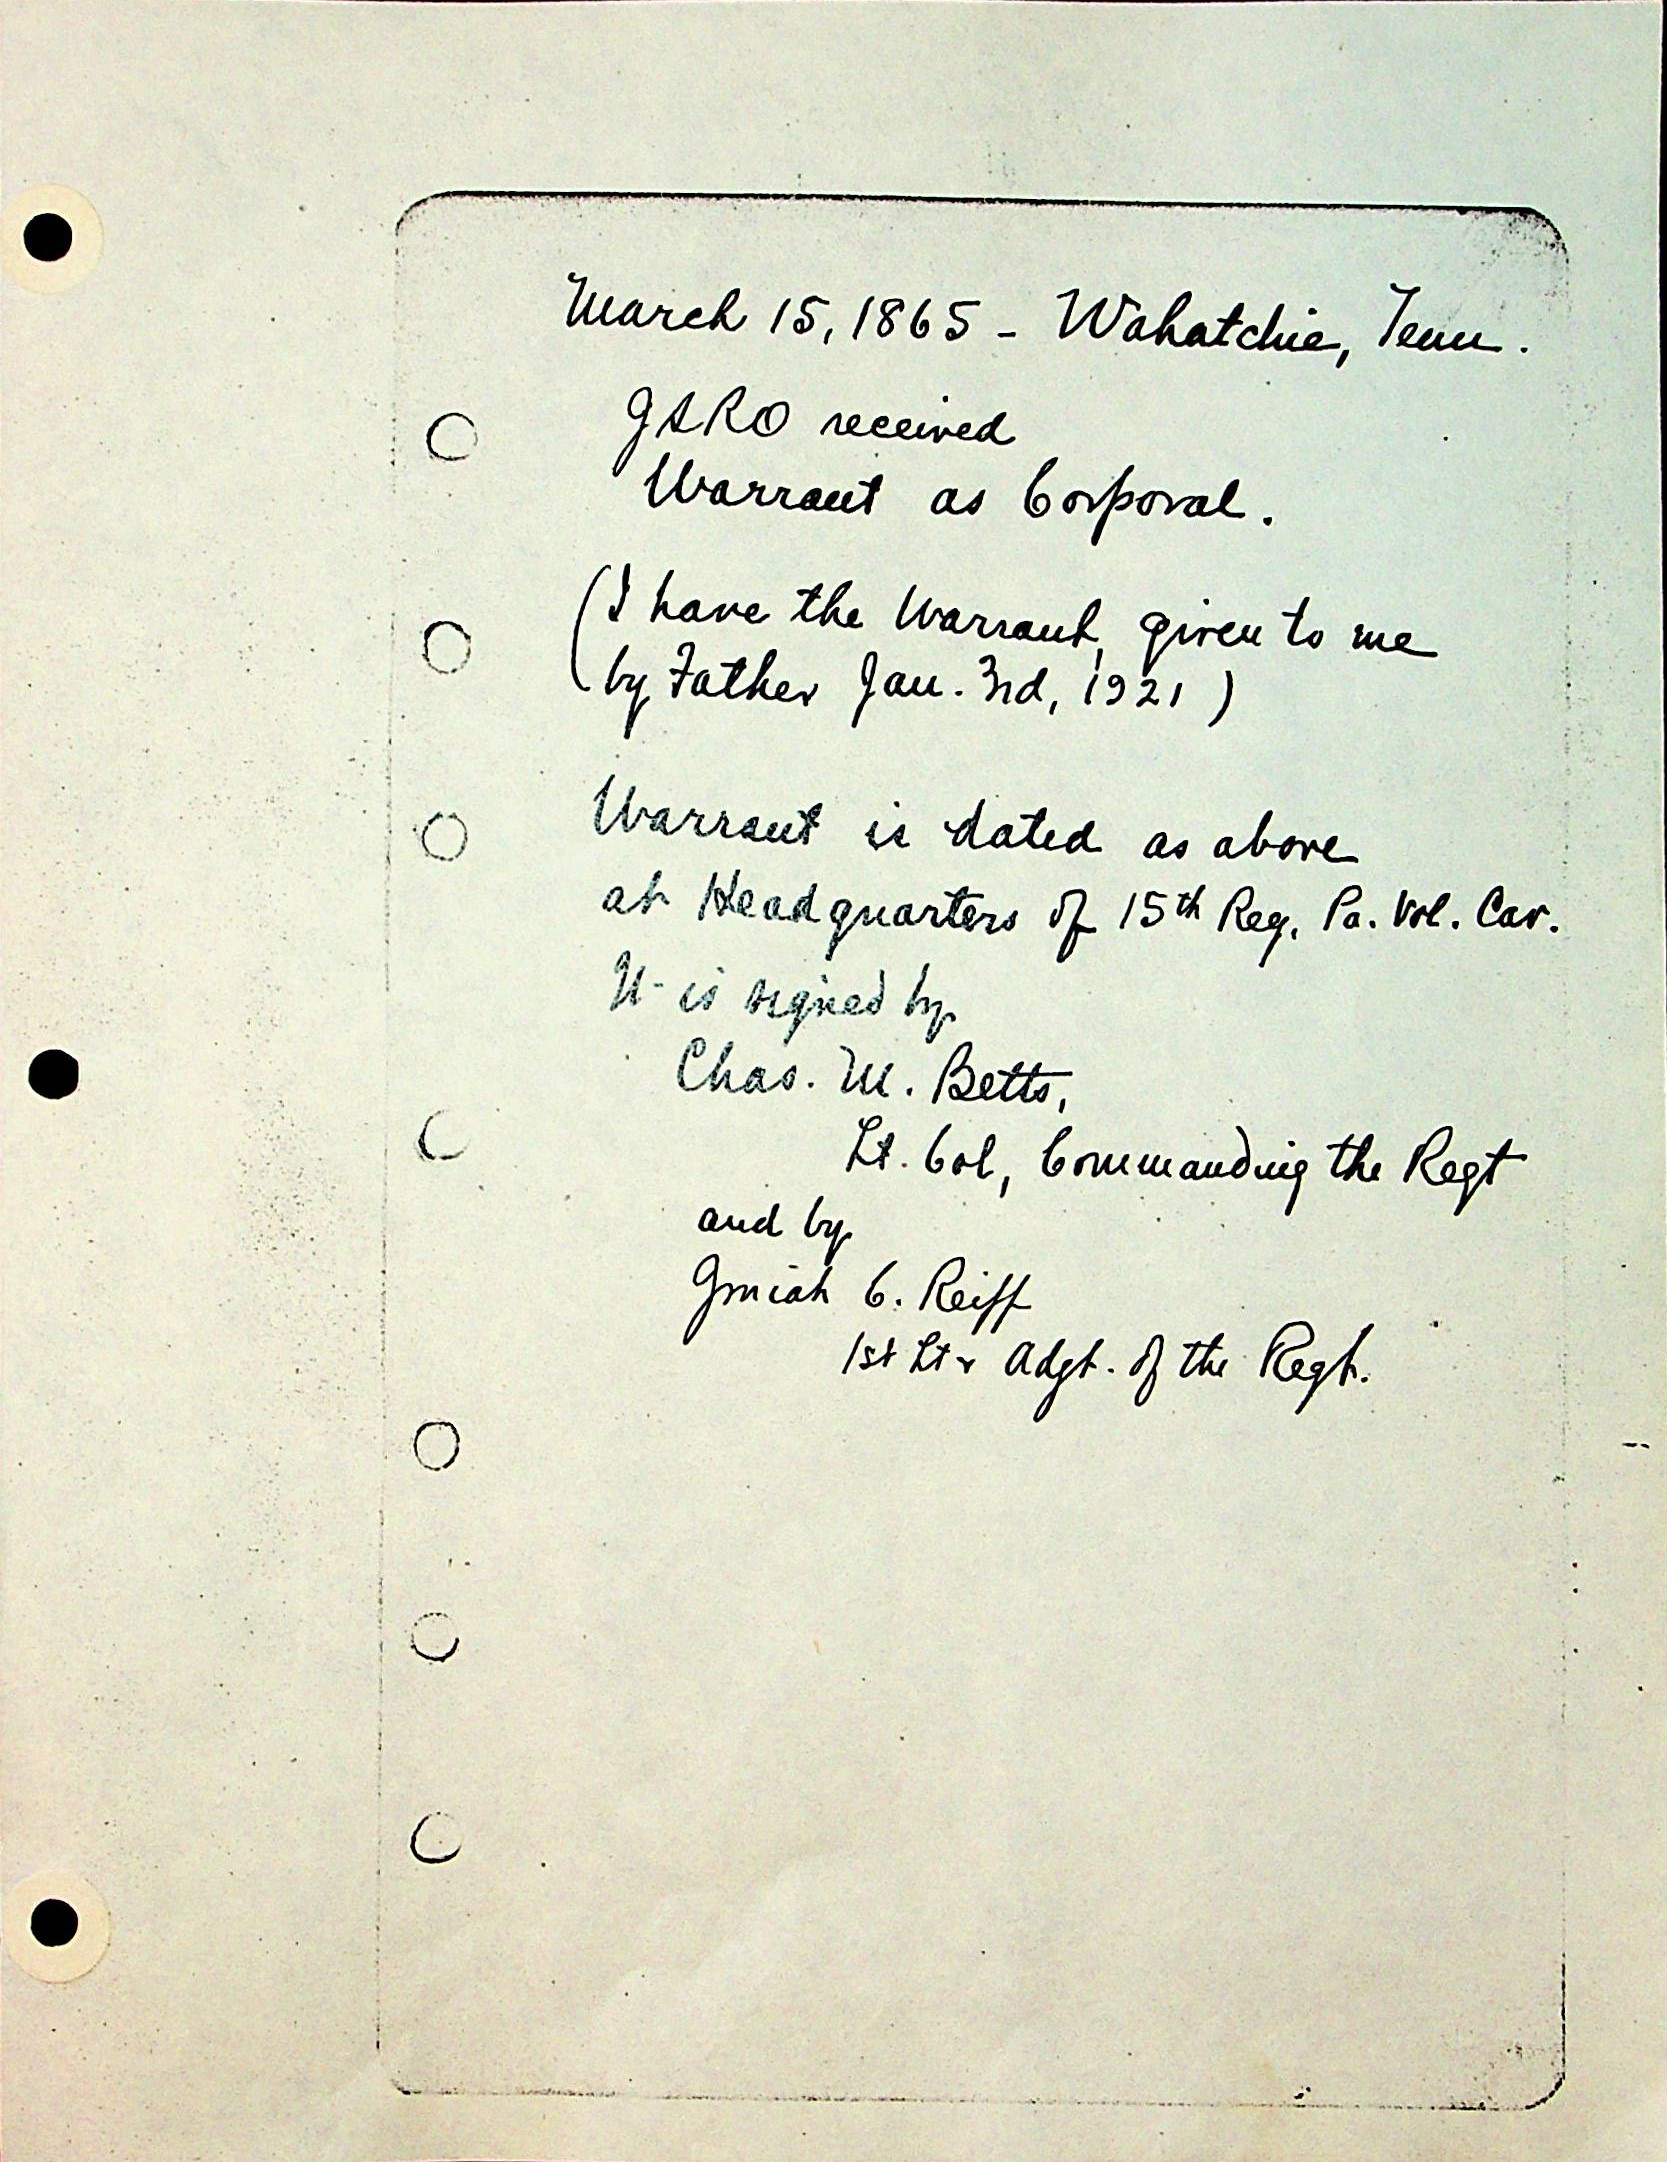 March 15, 1865 - Wahatchie, Tenn.
received
Warrant as Corporal.
(I have the Warrant, given to me
by Father Jan. 3rd, 1921)
Warrant is dated as above
at Headquarters of 15th Reg. Pa. Vol. Cav.
It is signed by
Chas. M. Betts,
Lt. Col, Commanding the Regt
and by
Josiah C. Reiff
1st Lt & Adgt. of the Regt.